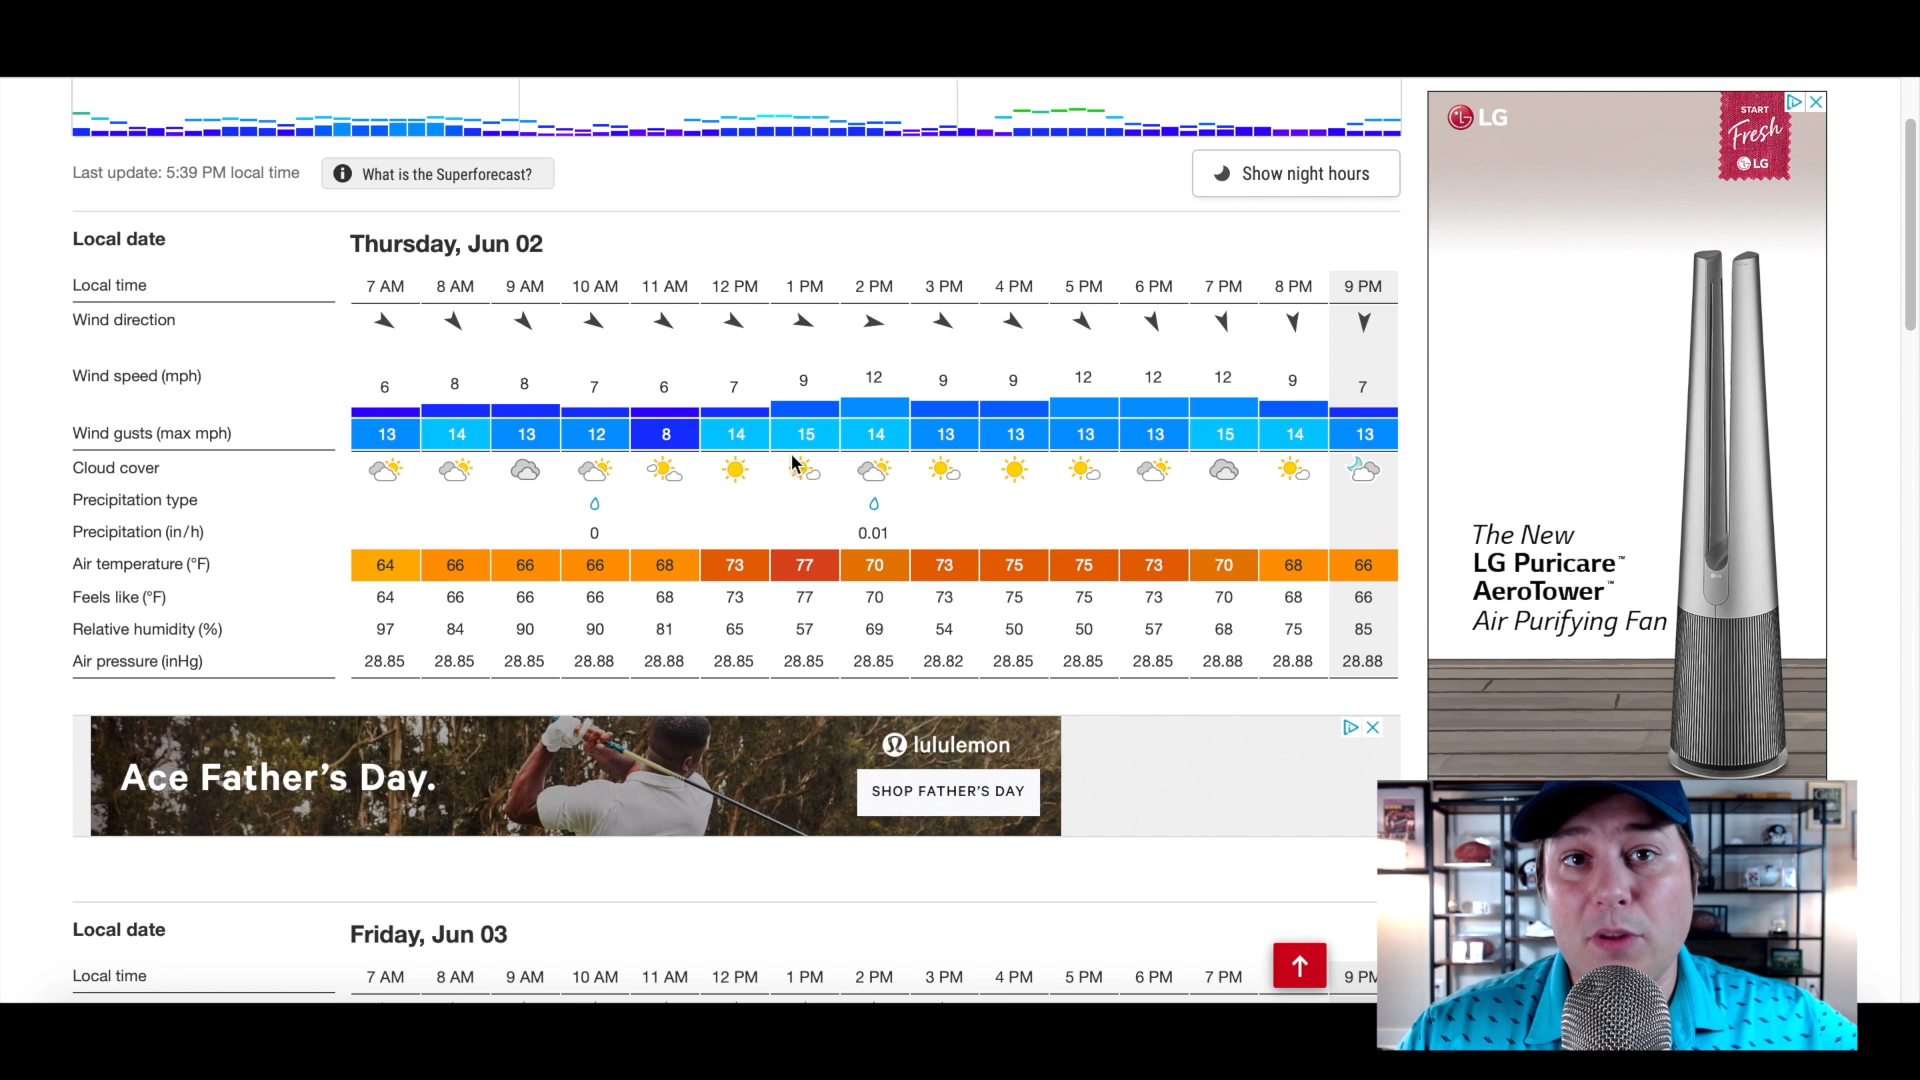 LG
START
Fresh
LG
Last update: 5:39 PM local time
What is the Superforecast?
Show night hours
Local date
Thursday, Jun 02
Local time 7 AM 8 AM 9 AM 10 AM 11 AM 12 PM 1 PM 2 PM 3 PM 4 PM 5 PM 6 PM 7 PM 8 PM 9 PM
Wind direction
Wind speed (mph) 6 8 8 7 6 7 9 12 9 9 12 12 12 9 7
Wind gusts (max mph) 13 14 13 12 8 14 15 14 13 13 13 13 15 14 13
Cloud cover
Precipitation type
Precipitation (in/h) 0 0.01
Air temperature (°F) 64 66 66 66 68 73 77 70 73 75 75 73 70 68 66
Feels like (°F) 64 66 66 66 68 73 77 70 73 75 75 73 70 68 66
Relative humidity (%) 97 84 90 90 81 65 57 69 54 50 50 57 68 75 85
Air pressure (inHg) 28.85 28.85 28.85 28.88 28.88 28.85 28.85 28.85 28.82 28.85 28.85 28.85 28.88 28.88 28.88
The New
LG Puricare™
AeroTower™
Air Purifying Fan
Ace Father's Day.
lululemon
SHOP FATHER'S DAY
Local date
Friday, Jun 03
Local time 7 AM 8 AM 9 AM 10 AM 11 AM 12 PM 1 PM 2 PM 3 PM 4 PM 5 PM 6 PM 7 PM 9 PM